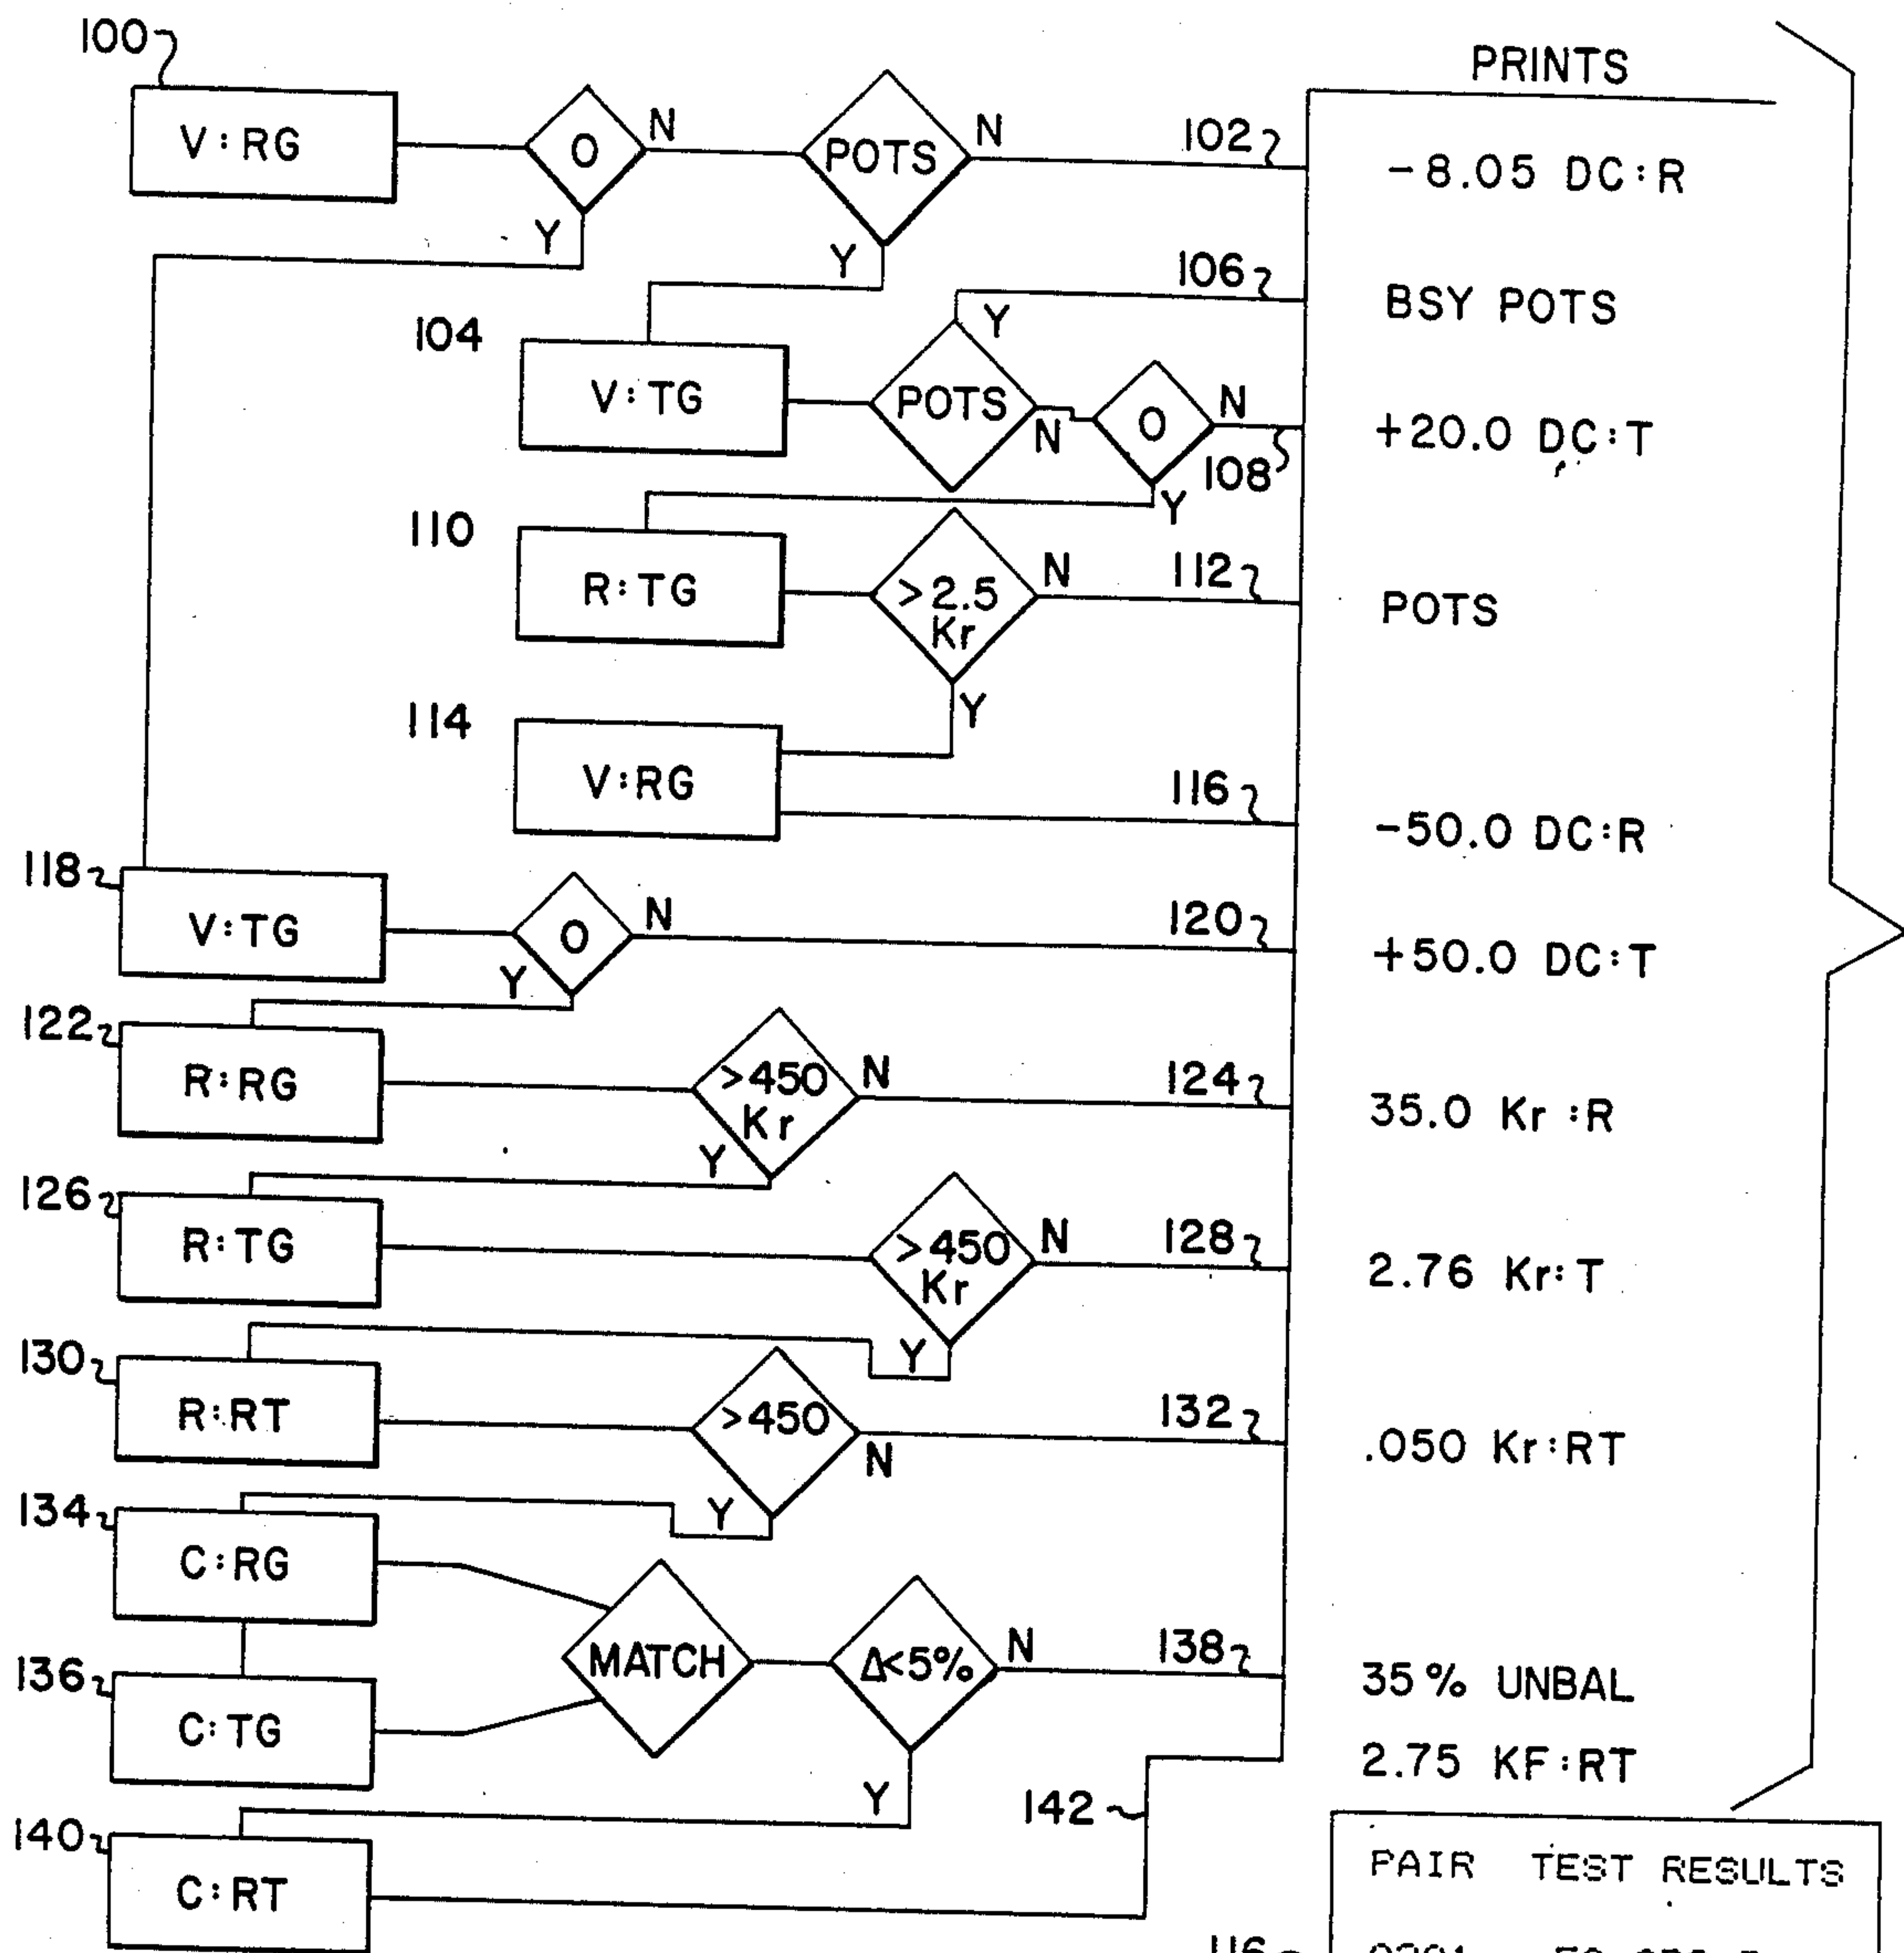 100
PRINTS
V:RG
O
N
POTS
N
102
-8.05 DC:R
Y
Y
106
BSY POTS
104
V:TG
Y
POTS
N
O
N
108
+20.0 DC:T
Y
110
R:TG
>2.5
Kr
N
112
POTS
Y
114
V:RG
116
-50.0 DC:R
118
V:TG
O
N
120
+50.0 DC:T
Y
122
R:RG
>450
Kr
N
124
35.0 Kr :R
Y
126
R:TG
>450
Kr
N
128
2.76 Kr:T
Y
130
R:RT
>450
N
132
.050 Kr:RT
Y
134
C:RG
MATCH
Δ<5%
N
138
35% UNBAL
136
C:TG
Y
142
2.75 KF:RT
140
C:RT
PAIR TEST RESULTS
116